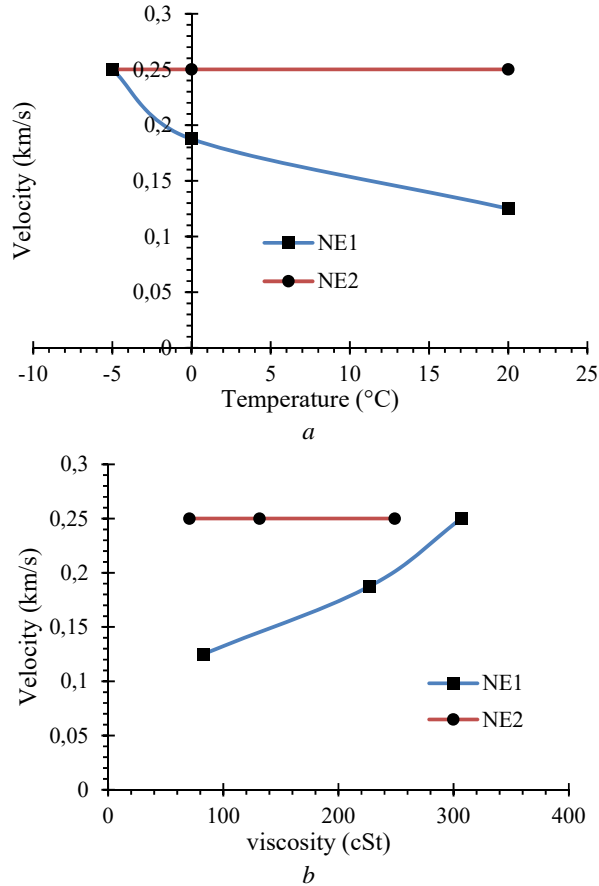 0,3
0,25
0,2
0,15
0,1
0,05
0
Velocity (km/s)
NE1
NE2
-10 -5 0 5 10 15 20 25
Temperature (°C)
a
0,3
0,25
0,2
0,15
0,1
0,05
0
Velocity (km/s)
NE1
NE2
0 100 200 300 400
viscosity (cSt)
b